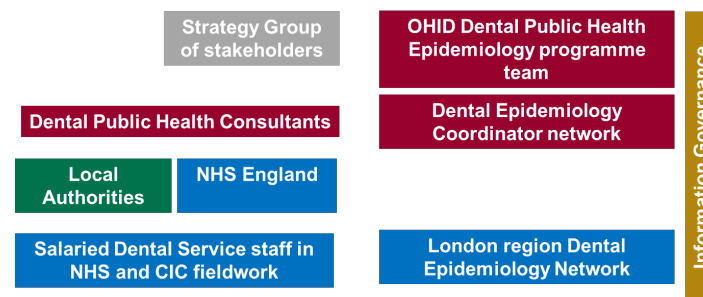 Strategy Group
of stakeholders
OHID Dental Public Health
Epidemiology programme
team
Dental Public Health Consultants
Dental Epidemiology
Coordinator network
Local
Authorities
NHS England
Salaried Dental Service staff in
NHS and CIC fieldwork
London region Dental
Epidemiology Network
Information Governance